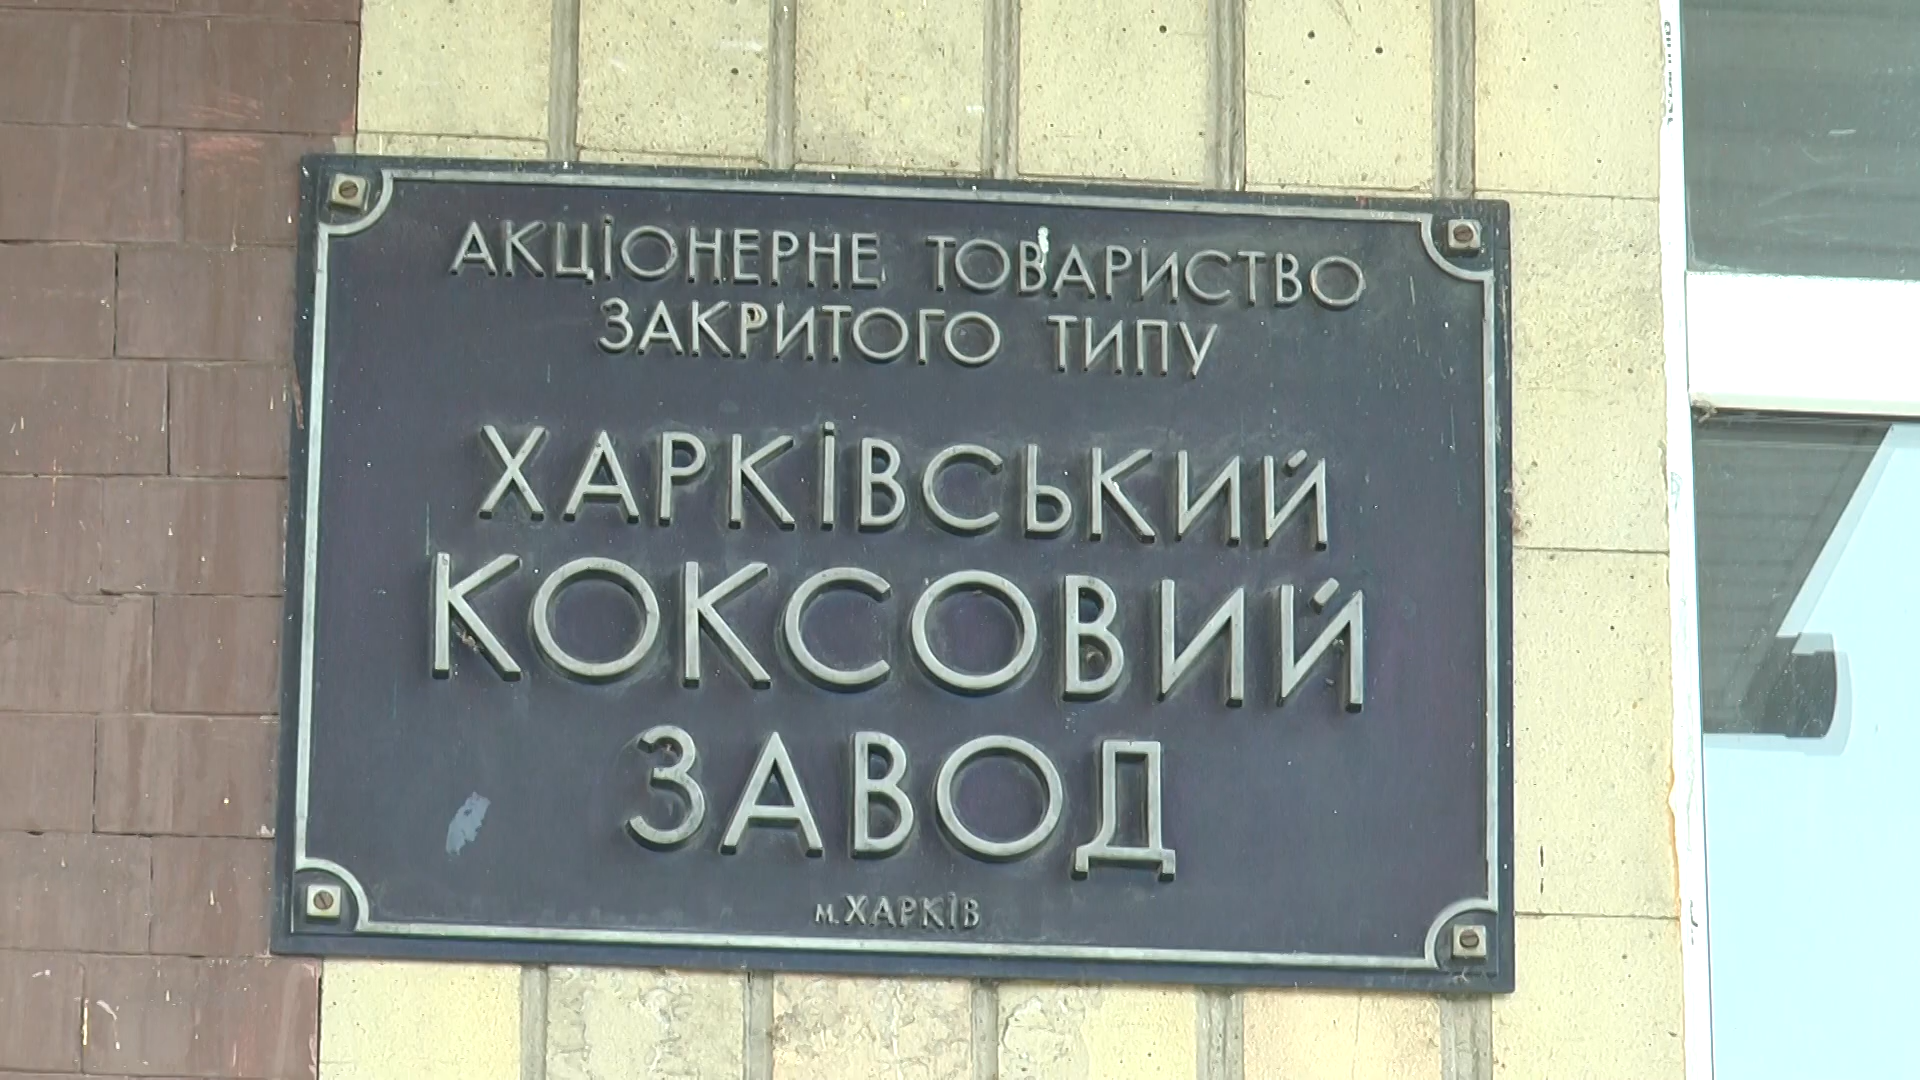 АКЦІОНЕРНЕ ТОВАРИСТВО
ЗАКРИТОГО ТИПУ
ХАРКІВСЬКИЙ
КОКСОВИЙ
ЗАВОД
м. ХАРКІВ